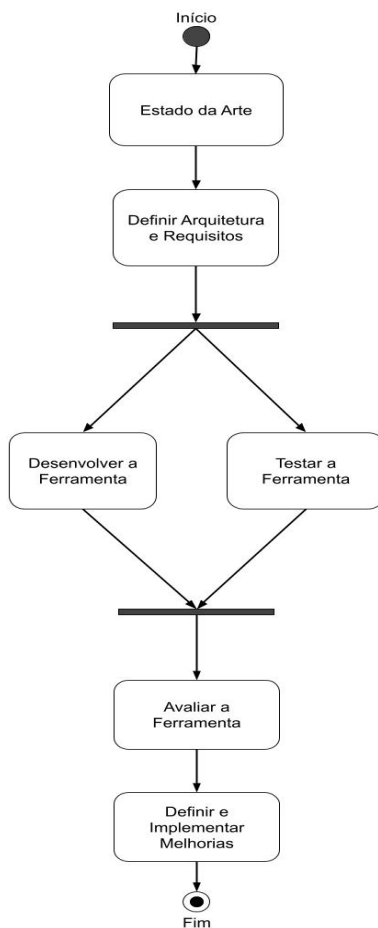 Início
Estado da Arte
Definir Arquitetura
e Requisitos
Desenvolver a
Ferramenta
Testar a
Ferramenta
Avaliar a
Ferramenta
Definir e
Implementar
Melhorias
Fim